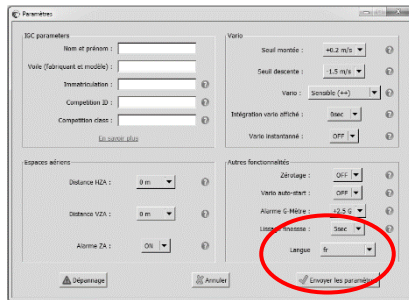 Paramètres
IGC parameters
Nom et prénom :
Voile (fabriquant et modèle) :
Immatriculation :
Competition ID :
Competition class :
En savoir plus
Vario
Seuil montée : +0.2 m/s
Seuil descente : -1.5 m/s
Vario : Sensible (++)
Intégration vario affiché : 0sec
Vario instantanné : OFF
Espaces aériens
Distance HZA : 0 m
Distance VZA : 0 m
Alarme ZA : ON
Autres fonctionnalités
Zérotage : OFF
Vario auto-start : OFF
Alarme G-Mètre : +2.5 G
Lissage finesse : 3sec
Langue fr
Dépannage
Annuler
Envoyer les paramètres